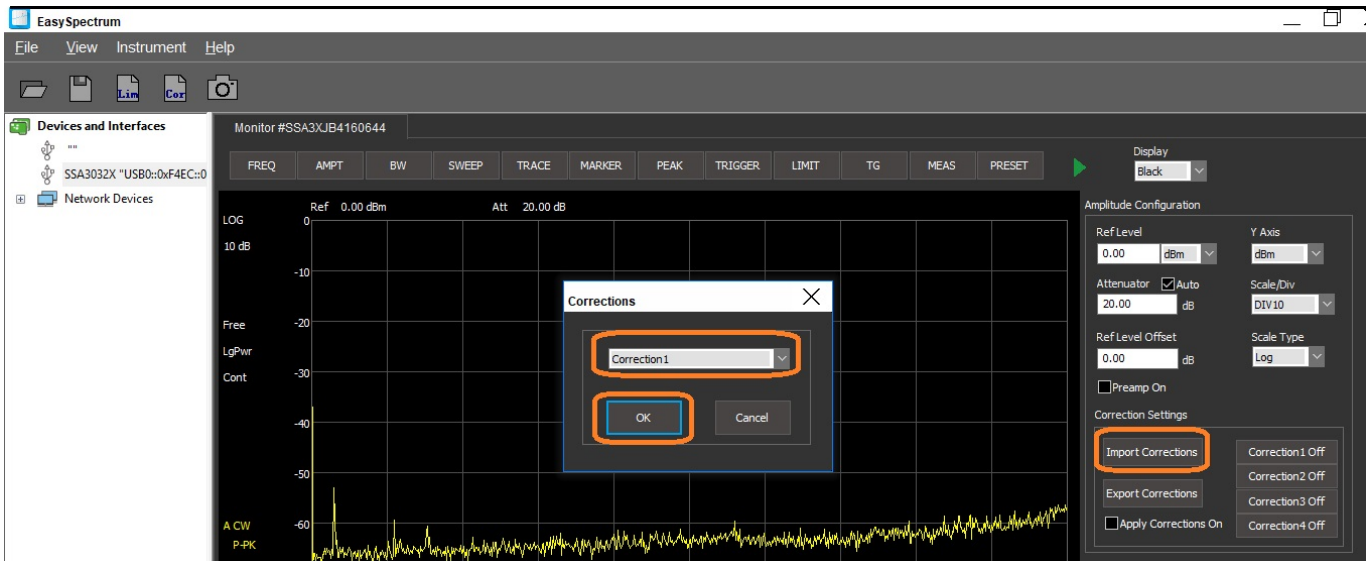 EasySpectrum
File View Instrument Help
Lim Cor
Devices and Interfaces
""
SSA3032X "USB0::0xF4EC::0
Network Devices
Monitor #SSA3XJB4160644
FREQ AMPT BW SWEEP TRACE MARKER PEAK TRIGGER LIMIT TG MEAS PRESET
Display
Black
Ref 0.00 dBm Att 20.00 dB
LOG
10 dB
Free
LgPwr
Cont
A CW
P-PK
0
-10
-20
-30
-40
-50
-60
Corrections
Correction1
OK Cancel
Amplitude Configuration
Ref Level Y Axis
0.00 dBm dBm
Attenuator Auto Scale/Div
20.00 dB DIV10
Ref Level Offset Scale Type
0.00 dB Log
Preamp On
Correction Settings
Import Corrections Correction1 Off
Correction2 Off
Export Corrections Correction3 Off
Apply Corrections On Correction4 Off